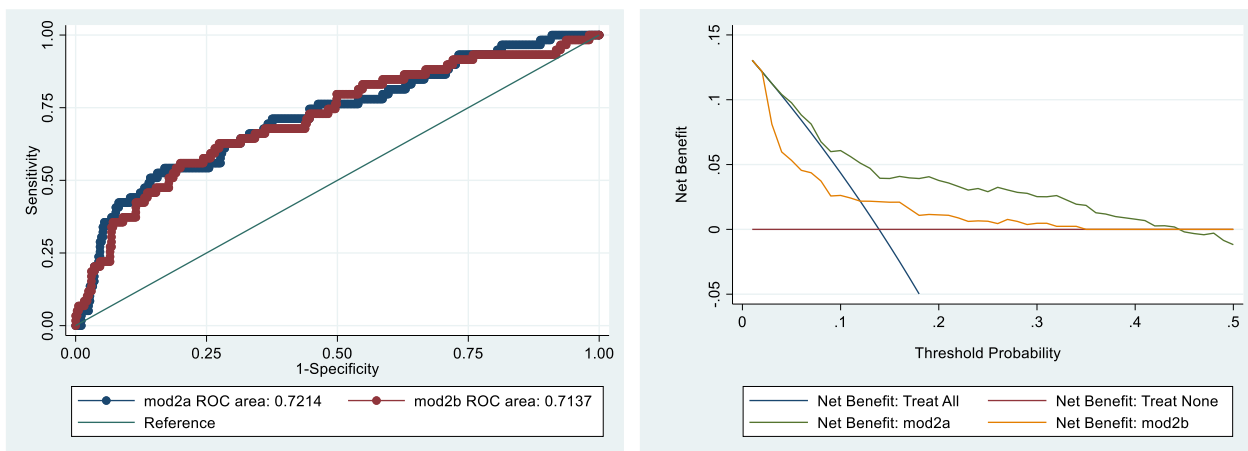 1.00
0.75
0.50
0.25
0.00
Sensitivity
0.00 0.25 0.50 0.75 1.00
1-Specificity
mod2a ROC area: 0.7214 mod2b ROC area: 0.7137
Reference
.15
.1
.05
0
-.05
Net Benefit
0 .1 .2 .3 .4 .5
Threshold Probability
Net Benefit: Treat All Net Benefit: Treat None
Net Benefit: mod2a Net Benefit: mod2b